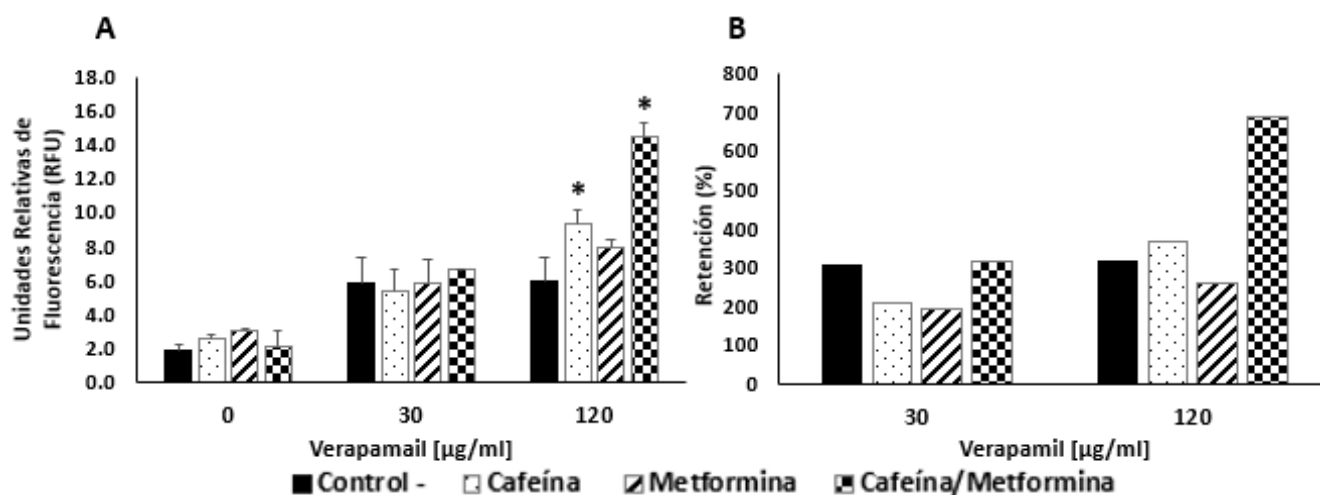 A
Unidades Relativas de
Fluorescencia (RFU)
18.0
16.0
14.0
12.0
10.0
8.0
6.0
4.0
2.0
0.0
*
*
0 30 120
Verapamail [µg/ml]
B
Retención (%)
800
700
600
500
400
300
200
100
0
30 120
Verapamil [µg/ml]
Control - Cafeína Metformina Cafeína/Metformina